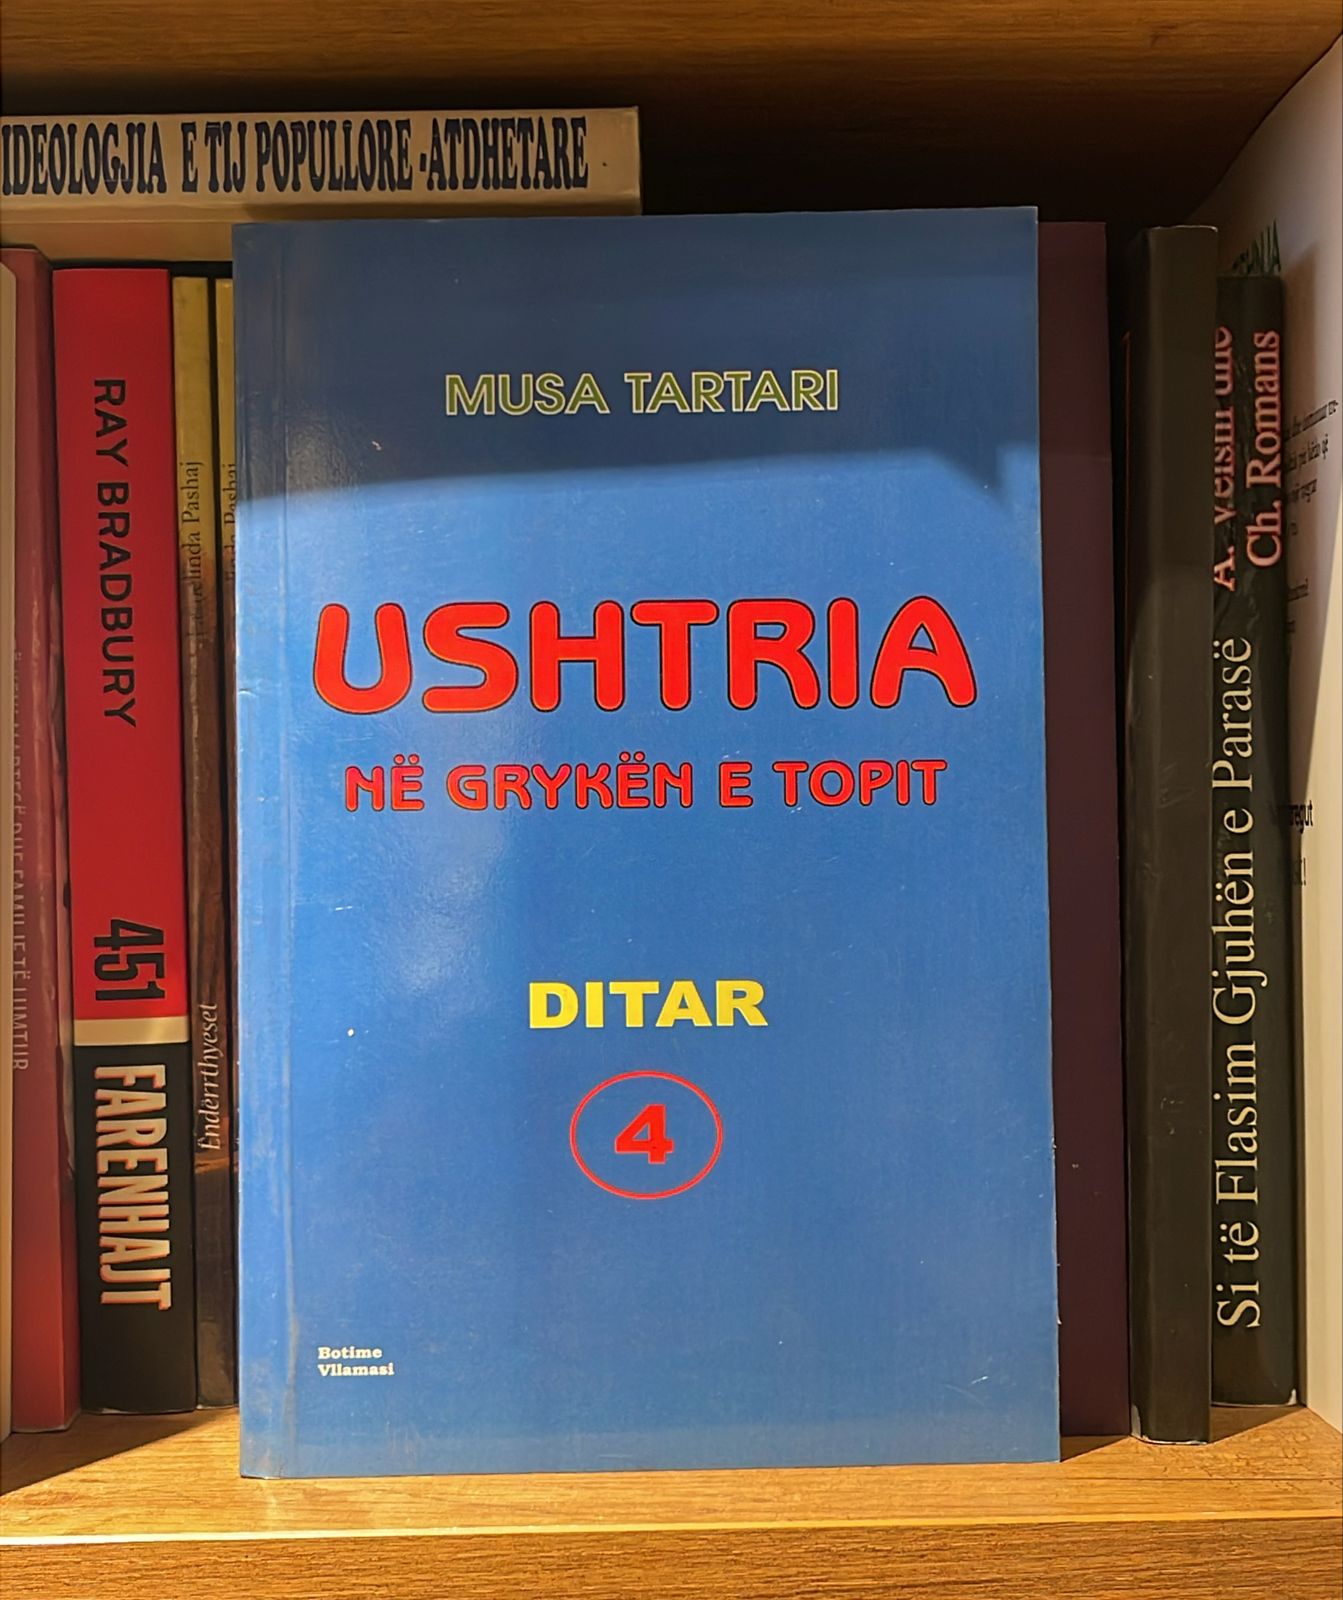 IDEOLOGJIA E TIJ POPULLORE -ATDHETARE
RAY BRADBURY
451
FARENHAJT
Pashaj
Ëndërrthyeset
MUSA TARTARI
USHTRIA
NË GRYKËN E TOPIT
DITAR
4
Botime
Vllamasi
Ch. Romans
Si të Flasim Gjuhën e Parasë